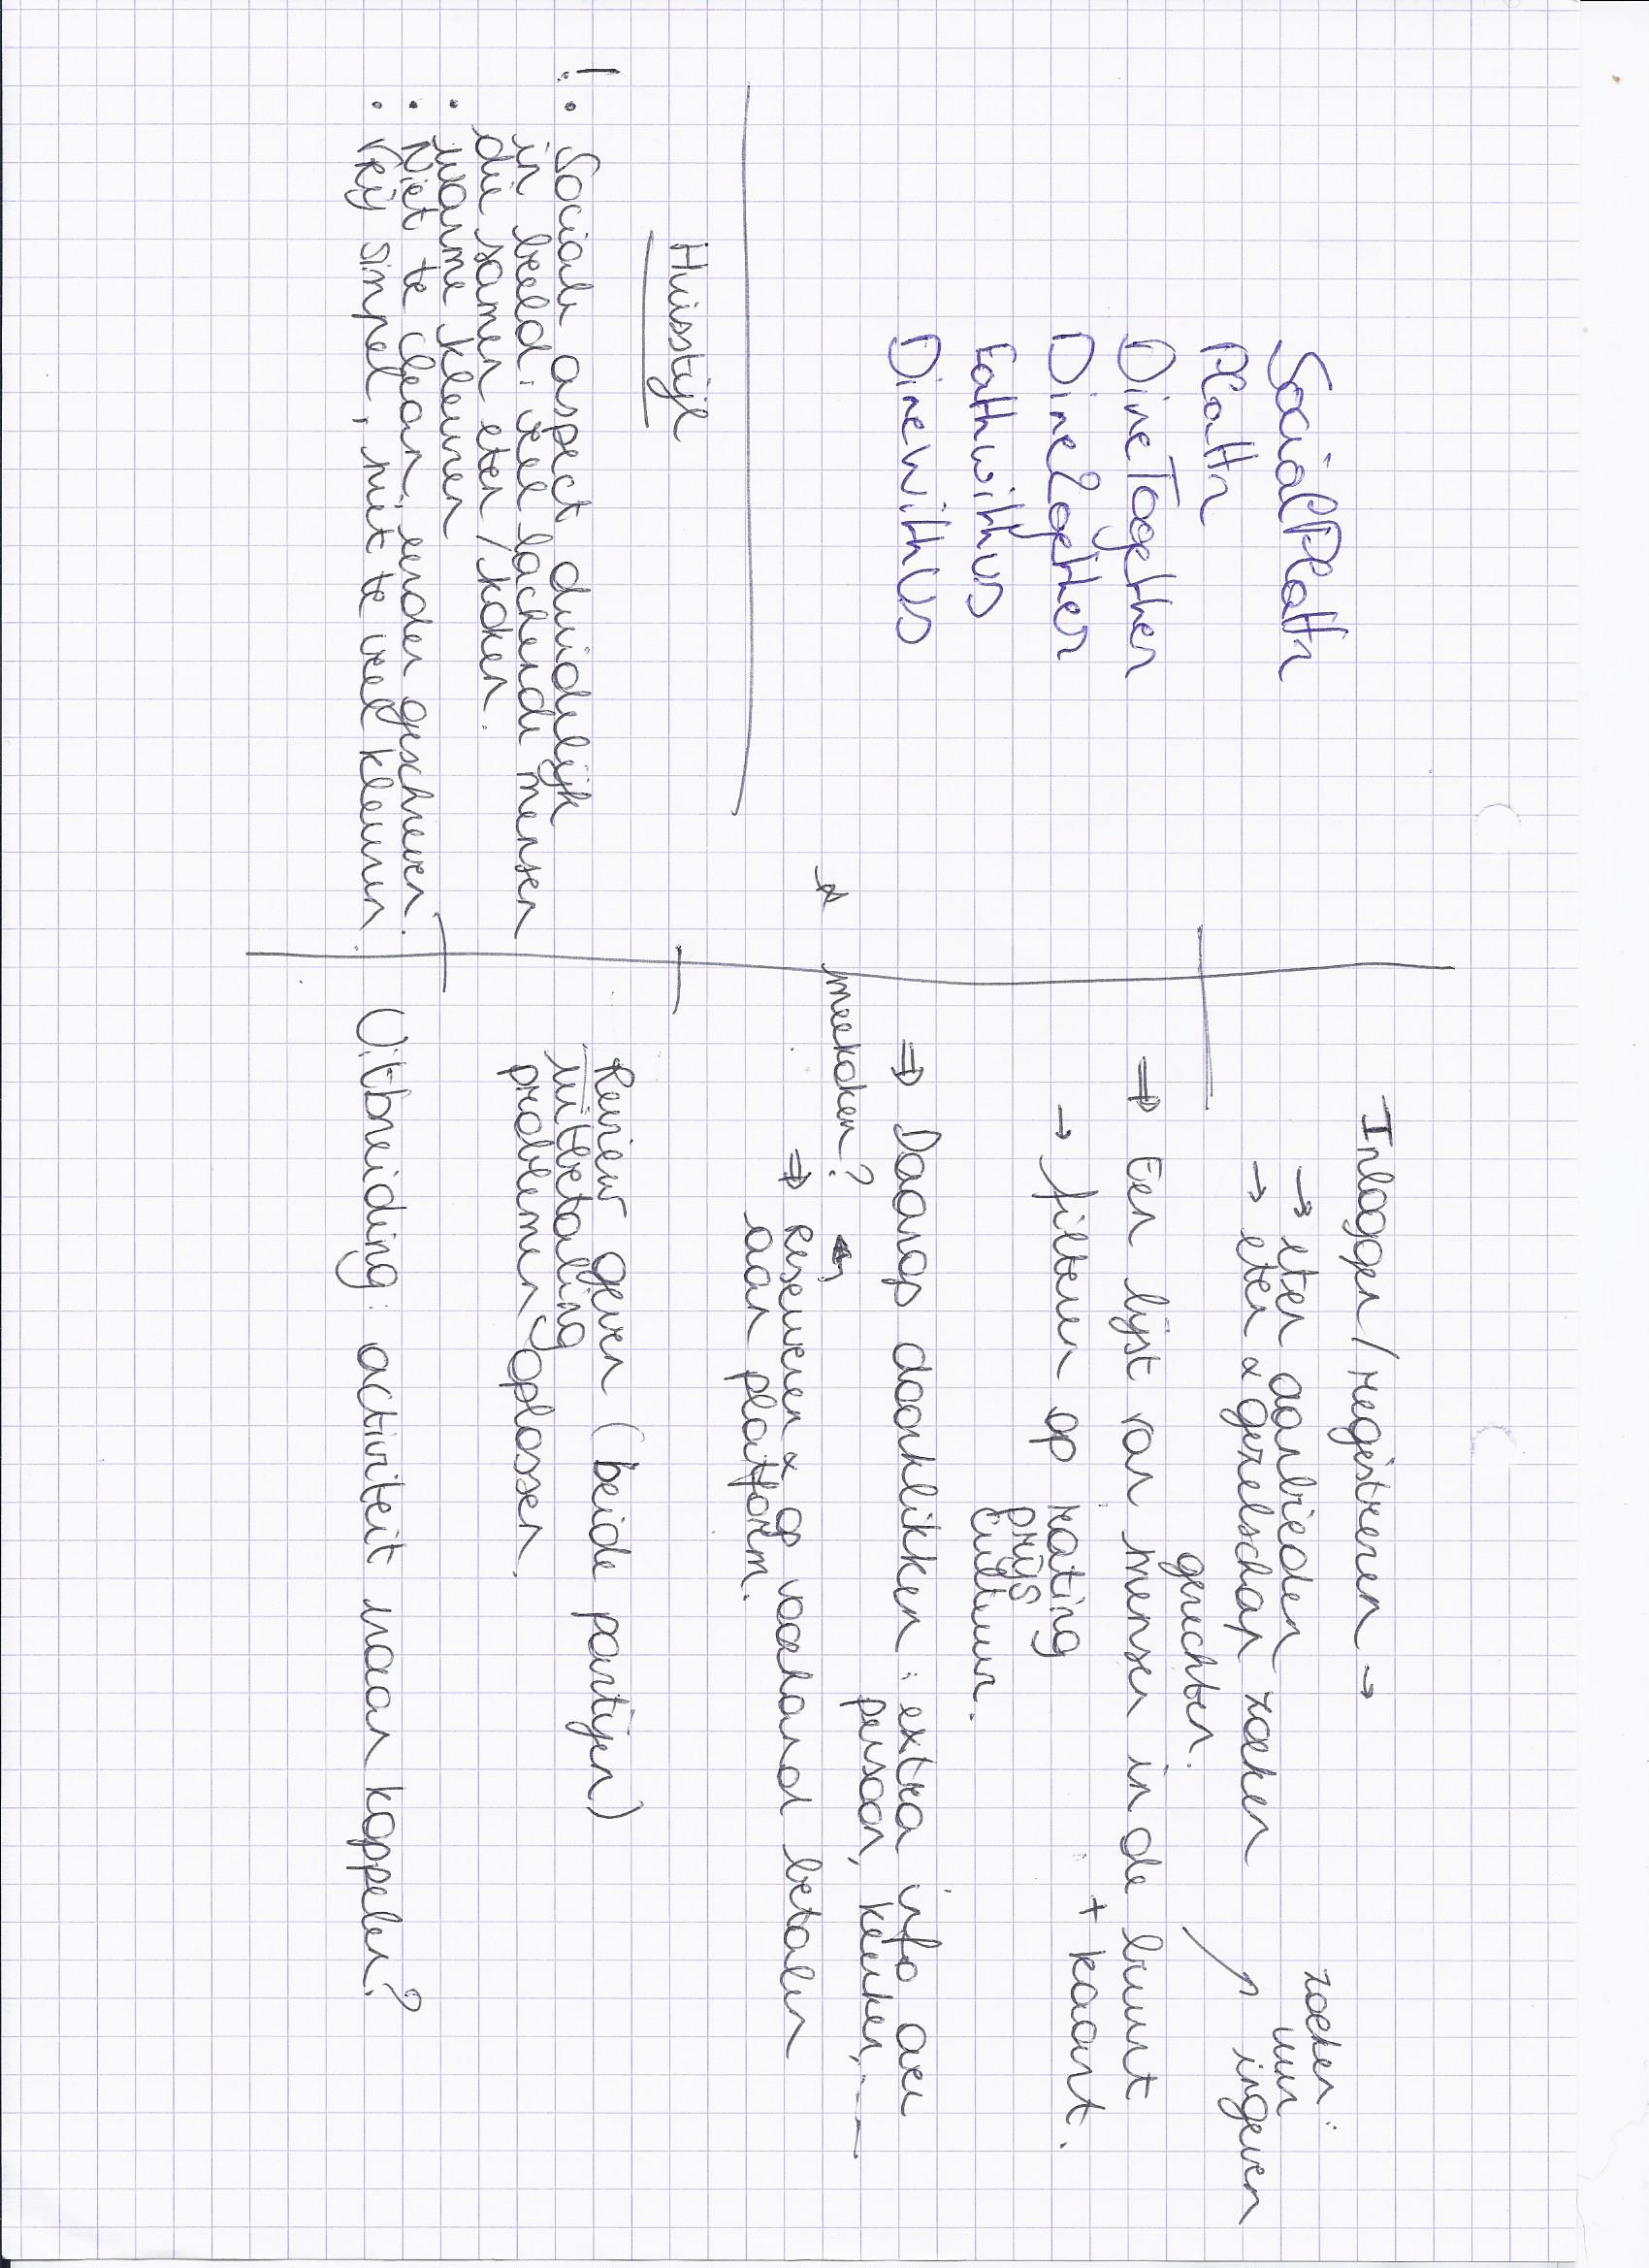 SocialPlattr
Plattr
DineTogether
Dine2gether
Eathwithus
DineWithUs
Huisstijl
! • Sociale aspect duidelijk
in beeld: veel lachende mensen
die samen eten / koken.
• warme kleuren
• Niet te clean, eerder geschreven.
• Vrij simpel, niet te veel kleuren.
Inloggen / registreren →
→ eten aanbieden
→ eten & gezelschap zoeken
zoeken:
uur
ingeven
gerechten.
⇒ Een lijst van mensen in de buurt
+ kaart.
→ filteren op rating
prijs
cultuur.
⇒ Daarop doorklikken: extra info over
persoon, keuken, ...
meekoken?
⇒ Reserveren & op voorhand betalen
aan platform.
Review geven (beide partijen)
uitbetaling
problemen oplossen.
Uitbreiding: activiteit eraan koppelen?